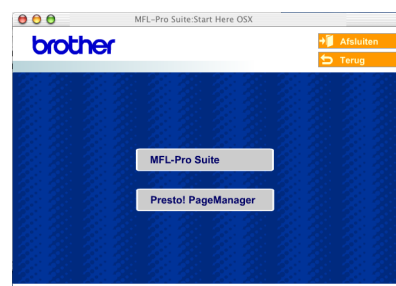 MFL-Pro Suite:Start Here OSX
brother
Afsluiten
Terug
MFL-Pro Suite
Presto! PageManager